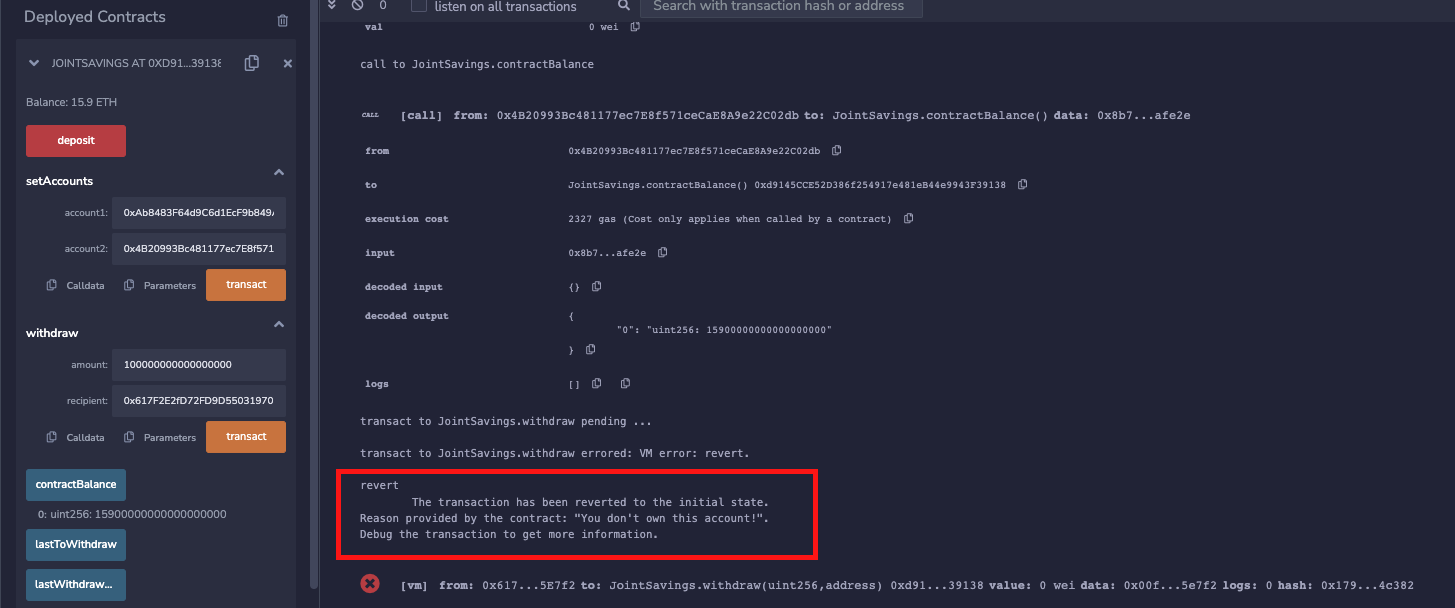 Deployed Contracts
JOINTSAVINGS AT 0XD91...39138
Balance: 15.9 ETH
deposit
setAccounts
account1: 0xAb8483F64d9C6d1EcF9b849
account2: 0x4B20993Bc481177ec7E8f571
Calldata Parameters transact
withdraw
amount: 100000000000000000
recipient: 0x617F2E2fD72FD9D55031970
Calldata Parameters transact
contractBalance
0: uint256: 15900000000000000000
lastToWithdraw
lastWithdraw...
0 listen on all transactions Search with transaction hash or address
val 0 wei
call to JointSavings.contractBalance
CALL [call] from: 0x4B20993Bc481177ec7E8f571ceCaE8A9e22C02db to: JointSavings.contractBalance() data: 0x8b7...afe2e
from 0x4B20993Bc481177ec7E8f571ceCaE8A9e22C02db
to JointSavings.contractBalance() 0xd9145CCE52D386f254917e481eB44e9943F39138
execution cost 2327 gas (Cost only applies when called by a contract)
input 0x8b7...afe2e
decoded input {}
decoded output {
"0": "uint256: 15900000000000000000"
}
logs []
transact to JointSavings.withdraw pending ...
transact to JointSavings.withdraw errored: VM error: revert.
revert
The transaction has been reverted to the initial state.
Reason provided by the contract: "You don't own this account!".
Debug the transaction to get more information.
[vm] from: 0x617...5E7f2 to: JointSavings.withdraw(uint256,address) 0xd91...39138 value: 0 wei data: 0x00f...5e7f2 logs: 0 hash: 0x179...4c382